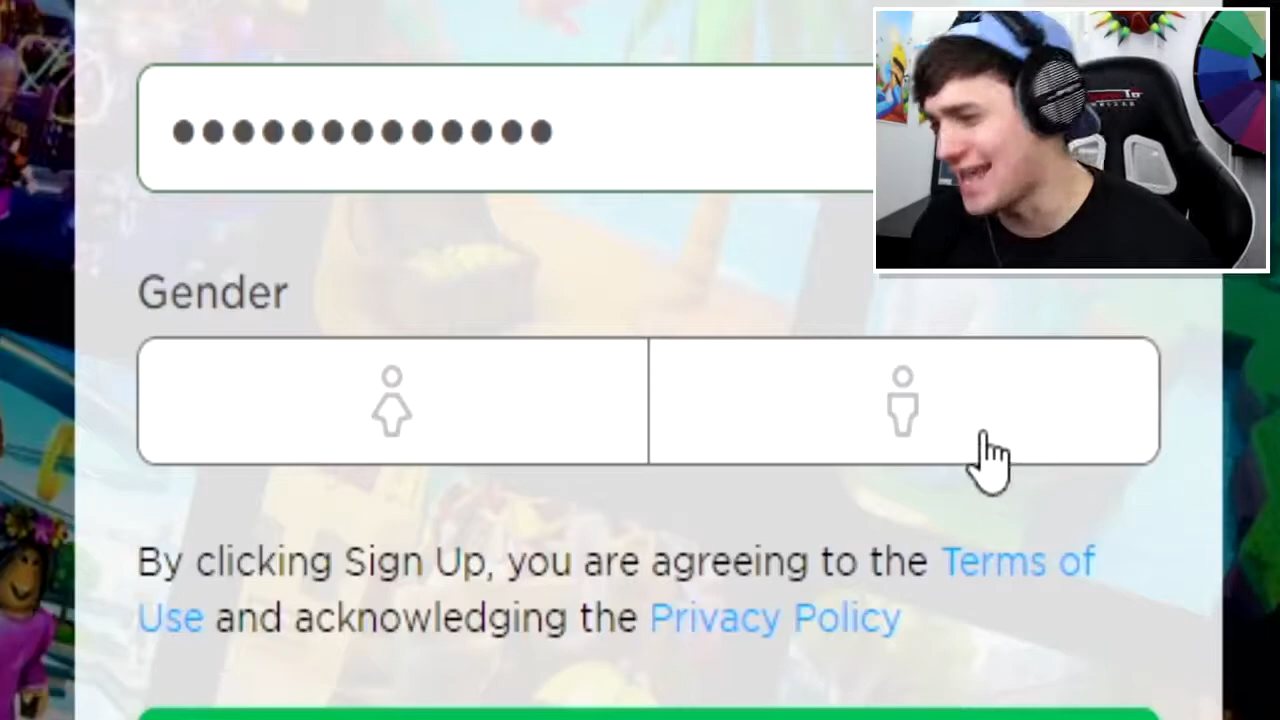 Gender
By clicking Sign Up, you are agreeing to the Terms of
Use and acknowledging the Privacy Policy